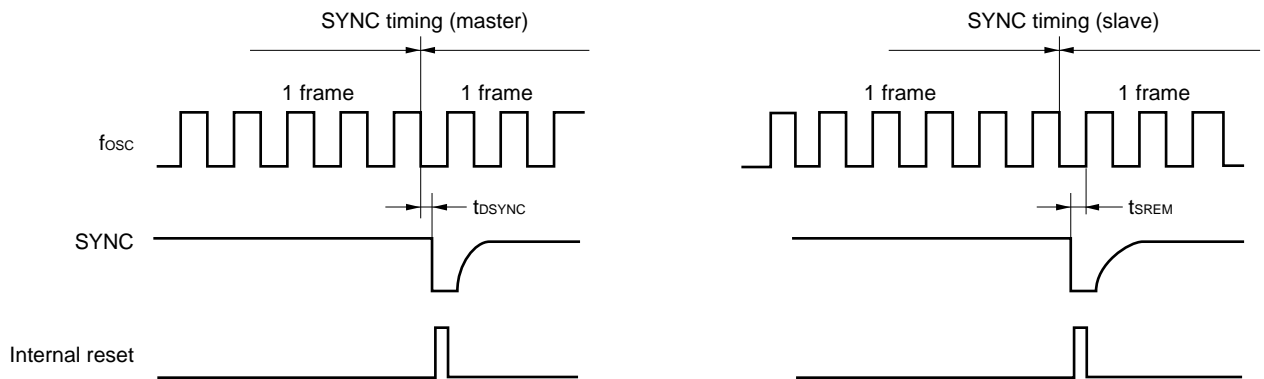 SYNC timing (master)
SYNC timing (slave)
1 frame
1 frame
1 frame
1 frame
fOSC
tDSYNC
tSREM
SYNC
Internal reset